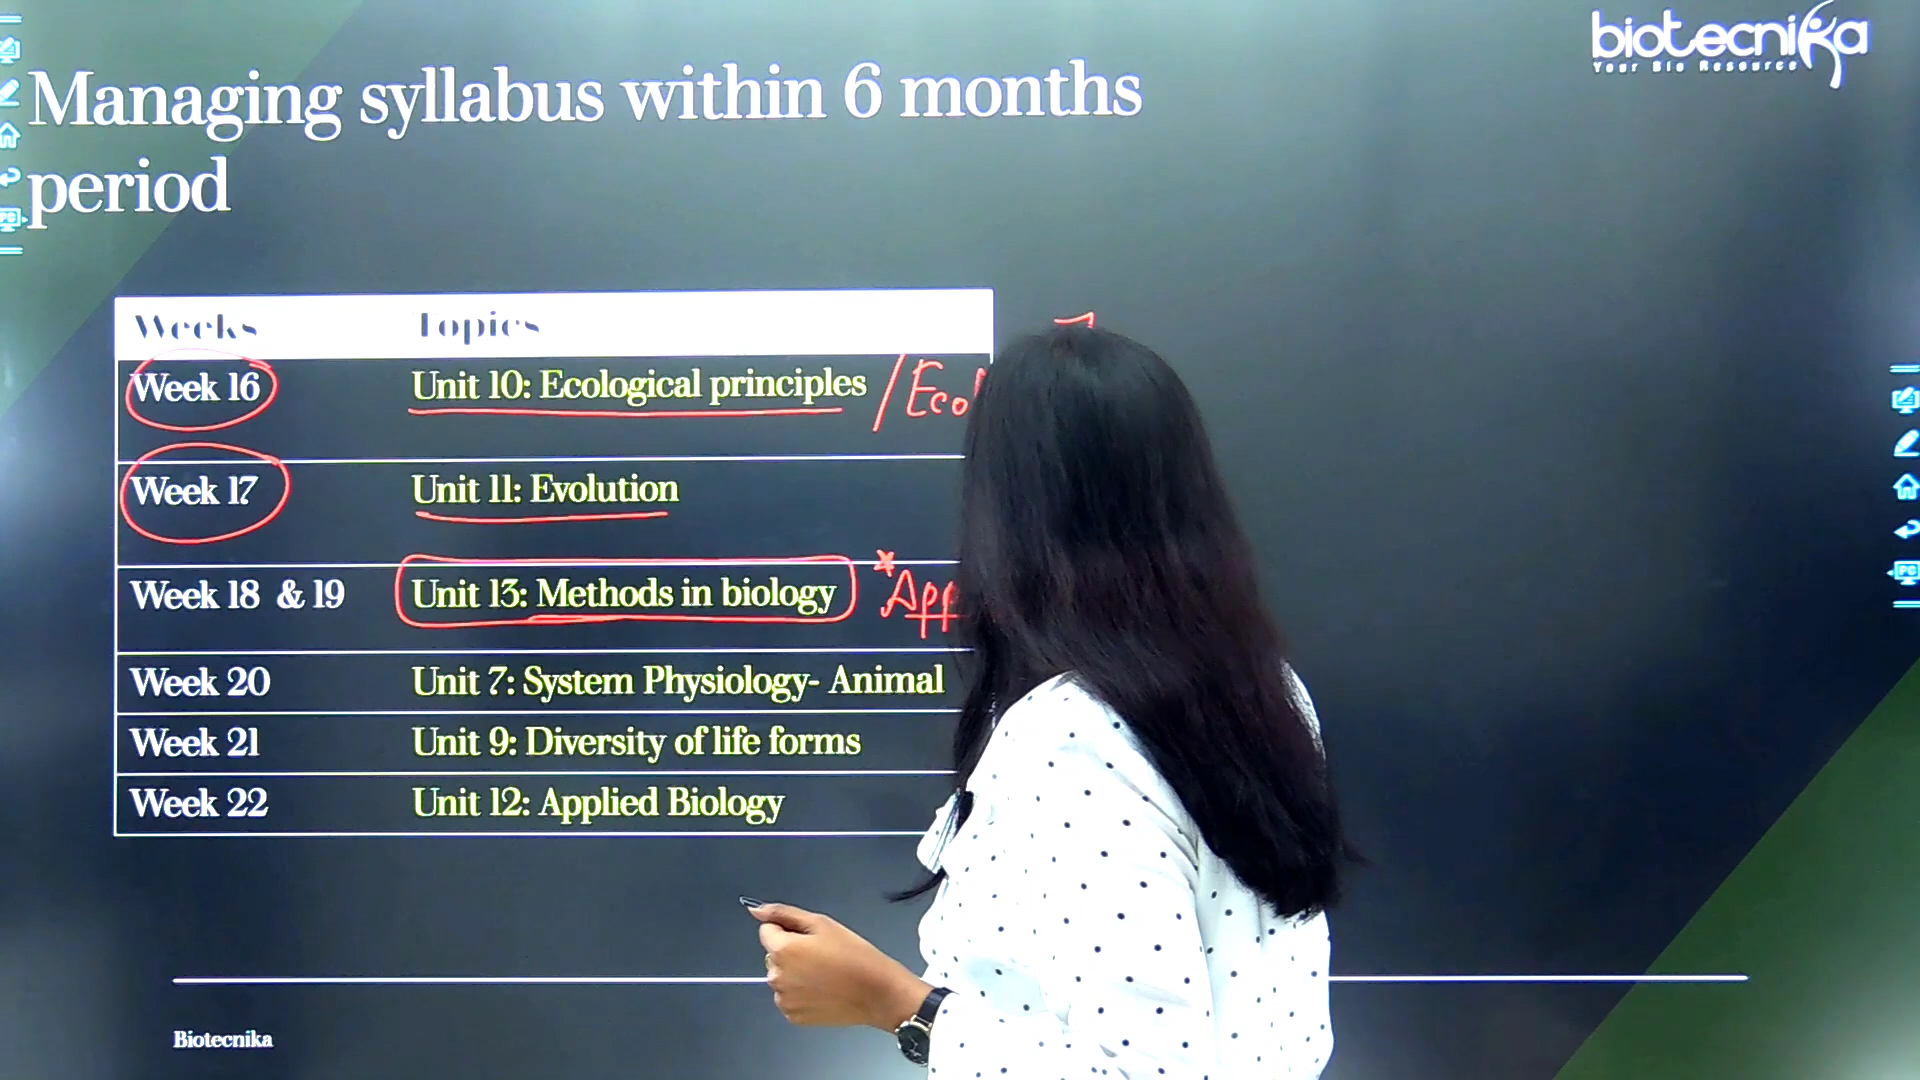 biotecnika
Your Bio Resource
Managing syllabus within 6 months
period
Weeks Topics
Week 16 Unit 10: Ecological principles / Eco
Week 17 Unit 11: Evolution
Week 18 & 19 Unit 13: Methods in biology *App
Week 20 Unit 7: System Physiology- Animal
Week 21 Unit 9: Diversity of life forms
Week 22 Unit 12: Applied Biology
Biotecnika
PC
PC